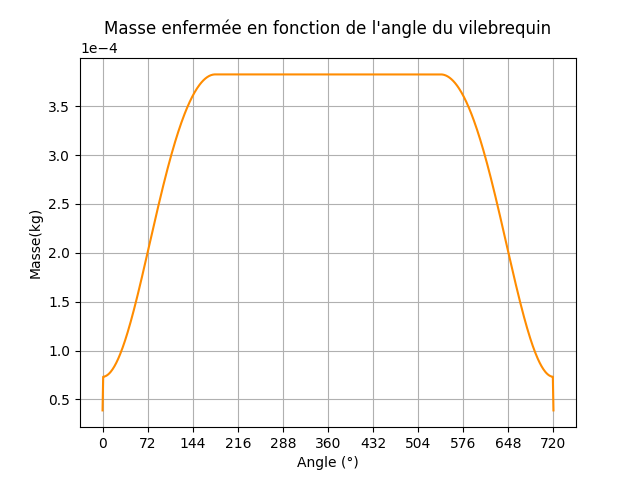 Masse enfermée en fonction de l'angle du vilebrequin
1e−4
3.5
3.0
2.5
2.0
1.5
1.0
0.5
Masse(kg)
0 72 144 216 288 360 432 504 576 648 720
Angle (°)